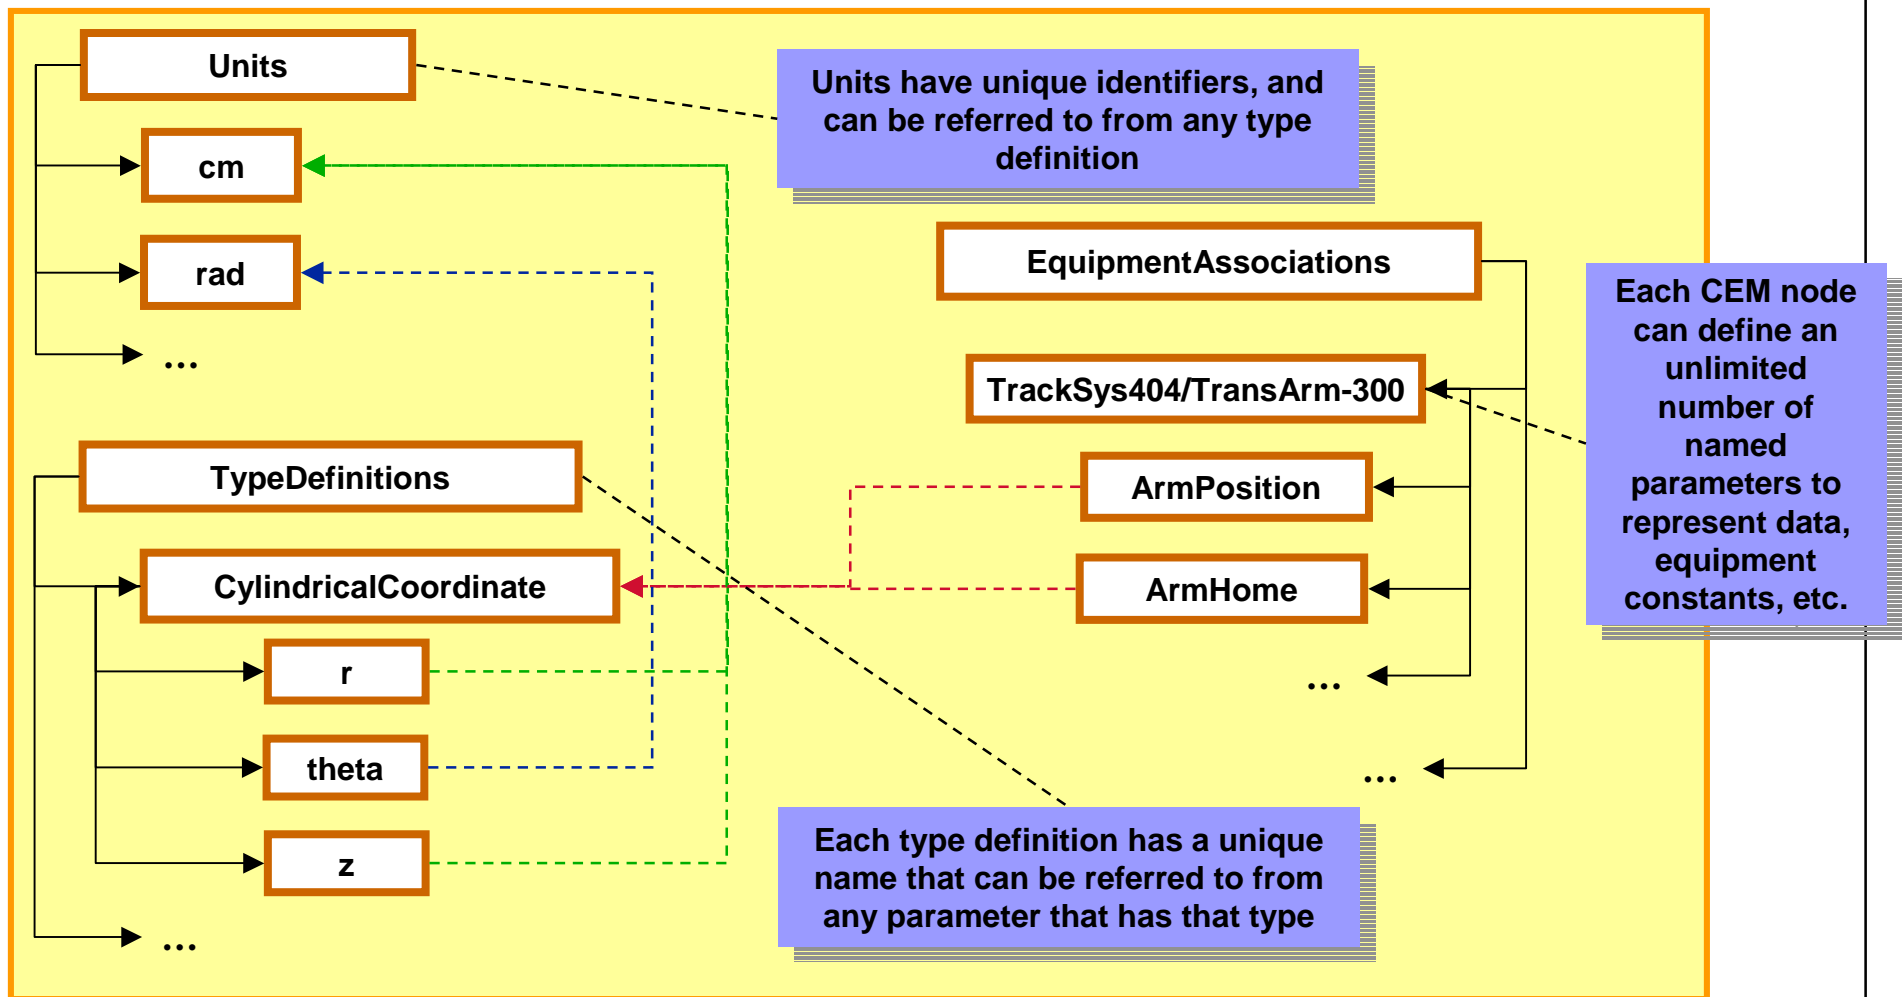 Units
cm
rad
...
TypeDefinitions
CylindricalCoordinate
r
theta
z
...
Units have unique identifiers, and
can be referred to from any type
definition
EquipmentAssociations
TrackSys404/TransArm-300
ArmPosition
ArmHome
...
...
Each CEM node
can define an
unlimited
number of
named
parameters to
represent data,
equipment
constants, etc.
Each type definition has a unique
name that can be referred to from
any parameter that has that type